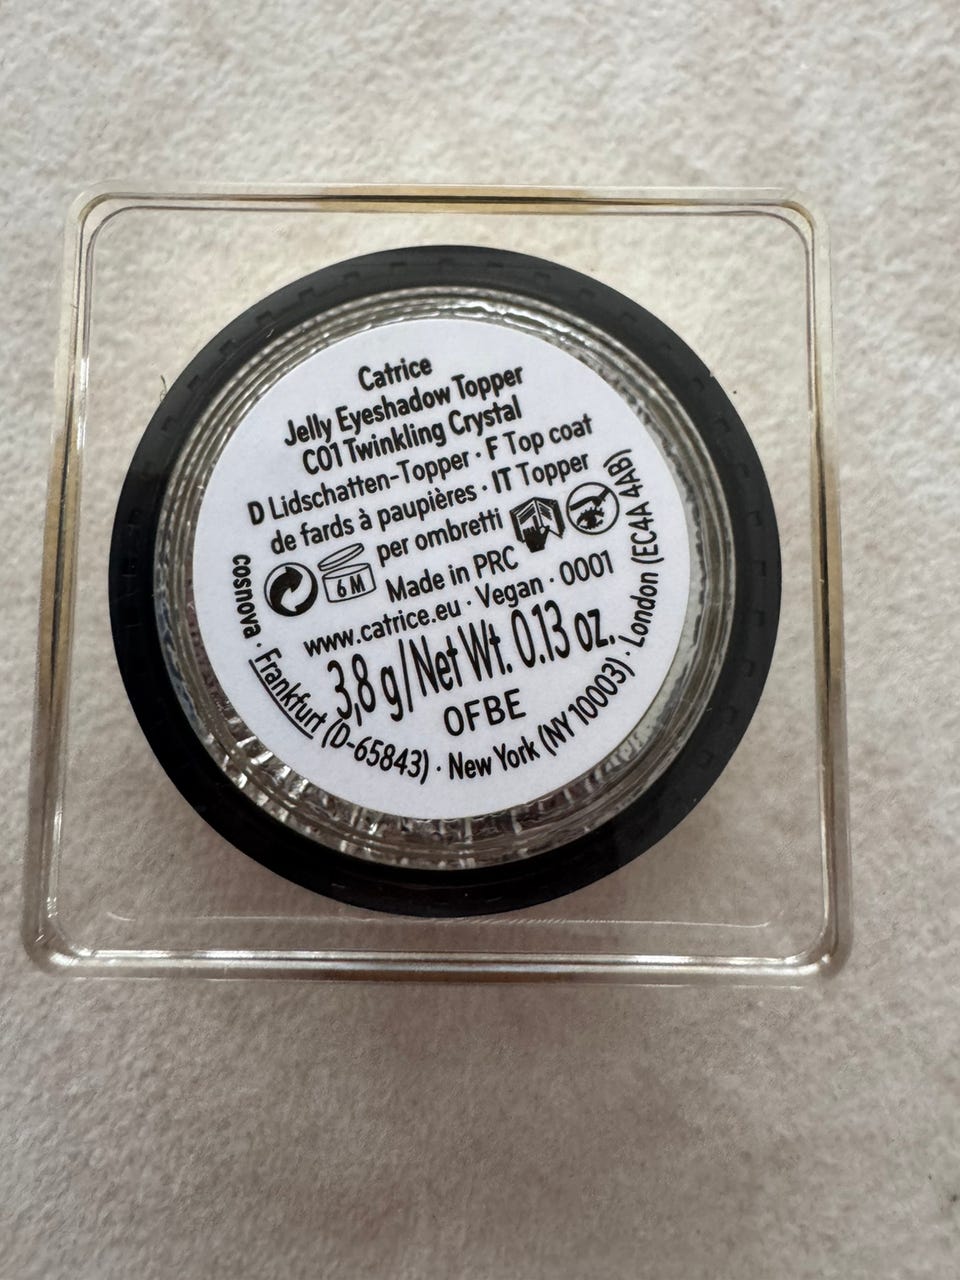 Catrice
Jelly Eyeshadow Topper
C01 Twinkling Crystal
D Lidschatten-Topper · F Top coat
de fards à paupières · IT Topper
per ombretti
6 M
Made in PRC
www.catrice.eu · Vegan · 0001
3,8 g/Net Wt. 0.13 oz.
OFBE
cosnova · Frankfurt (D-65843) · New York (NY 10003) · London (EC4A 4AB)